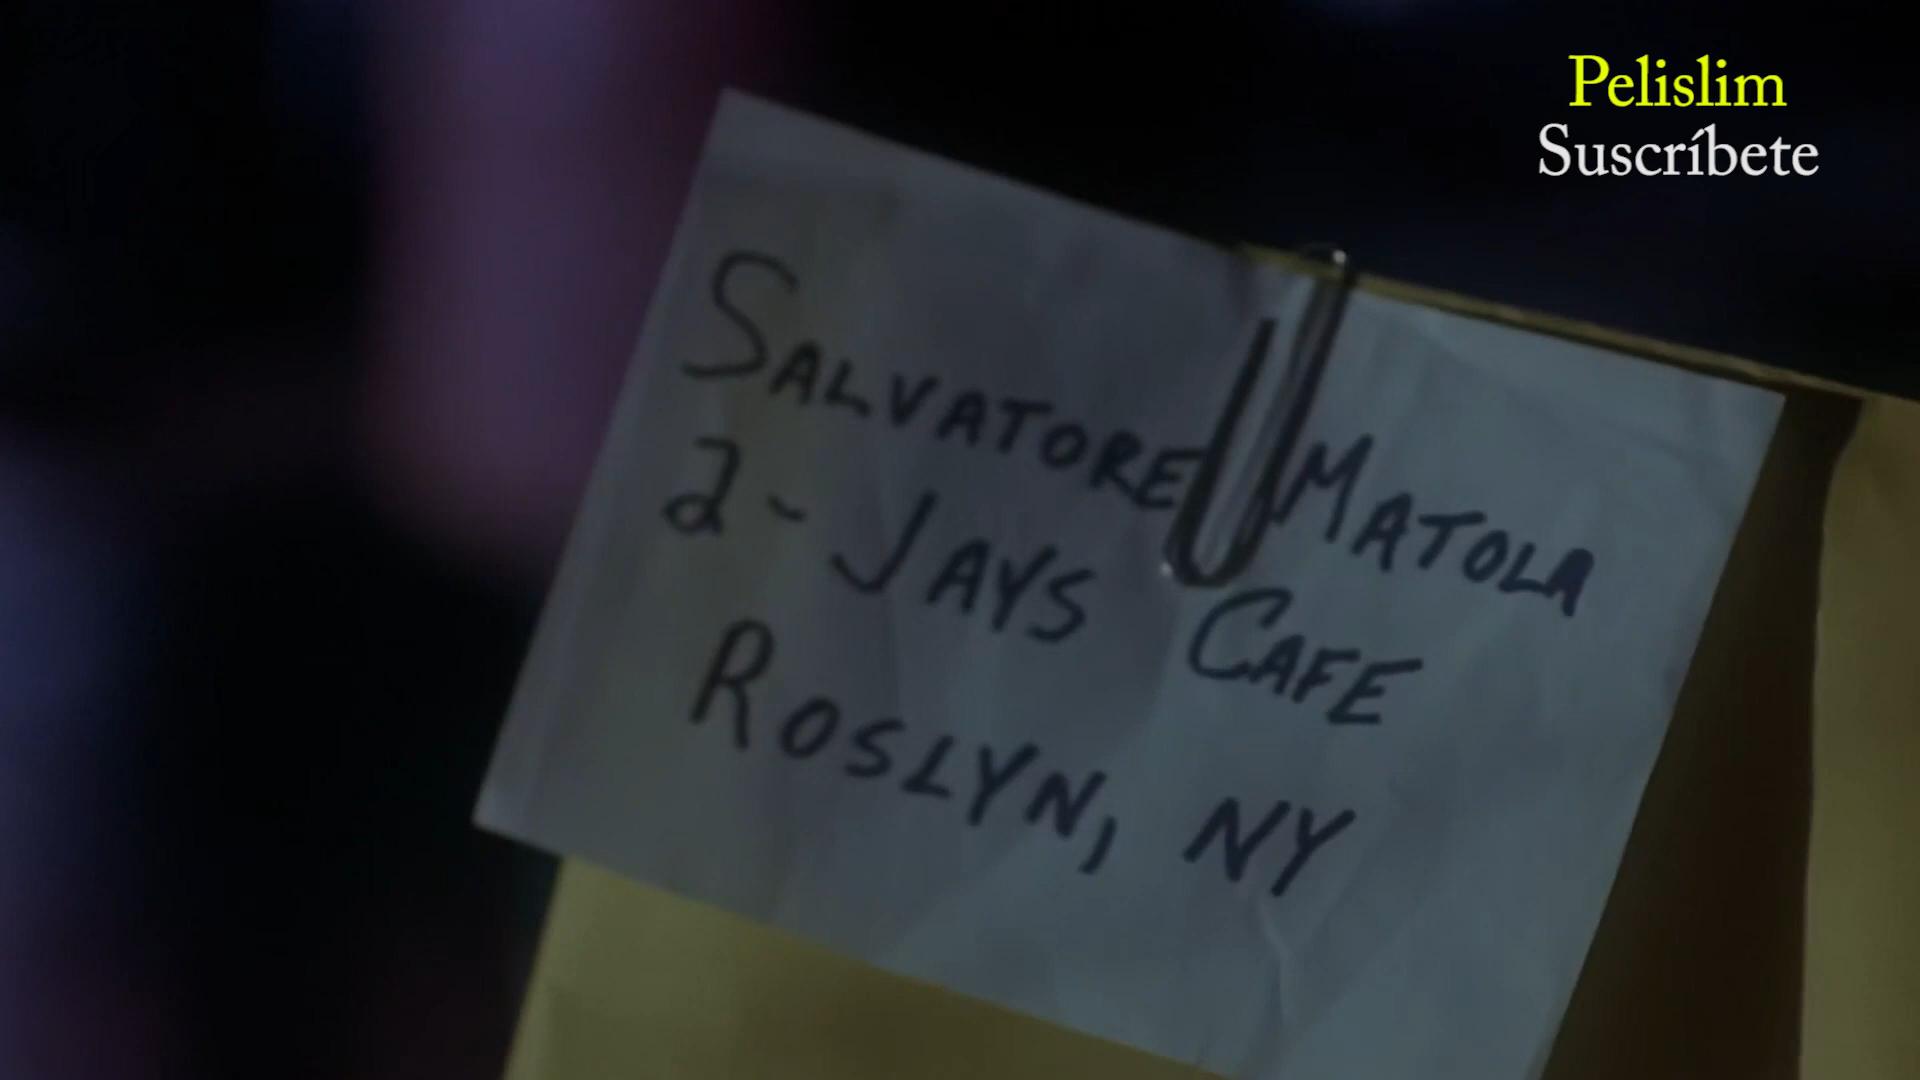 Pelislim
Suscríbete
SALVATORE MATOLA
2-JAYS CAFE
ROSLYN, NY